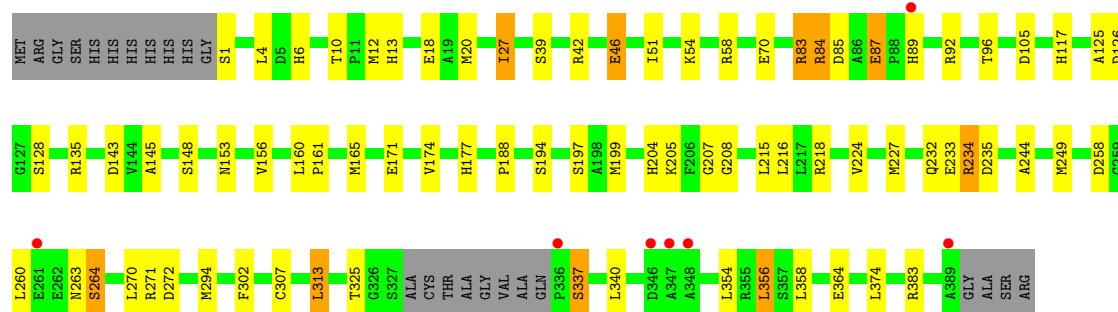 MET ARG GLY SER HIS HIS HIS HIS HIS HIS GLY S1 L4 D5 H6 T10 P11 M12 H13 E18 A19 M20 I27 S39 R42 E46 I51 K54 R58 E70 R83 R84 D85 A86 E87 P88 H89 R92 T96 D105 H117 A125 D126
G127 S128 R135 D143 V144 A145 S148 N153 V156 L160 P161 M165 E171 V174 H177 P188 S194 S197 A198 M199 H204 K205 F206 G207 G208 L215 L216 L217 R218 V224 M227 Q232 E233 R234 D235 A244 M249 D258 G259
L260 E261 E262 N263 S264 L270 R271 D272 M294 F302 C307 L313 T325 G326 S327 ALA CYS THR ALA GLY VAL ALA GLN P336 S337 L340 D346 A347 A348 L354 R355 L356 S357 L358 E364 L374 R383 A389 GLY ALA SER ARG